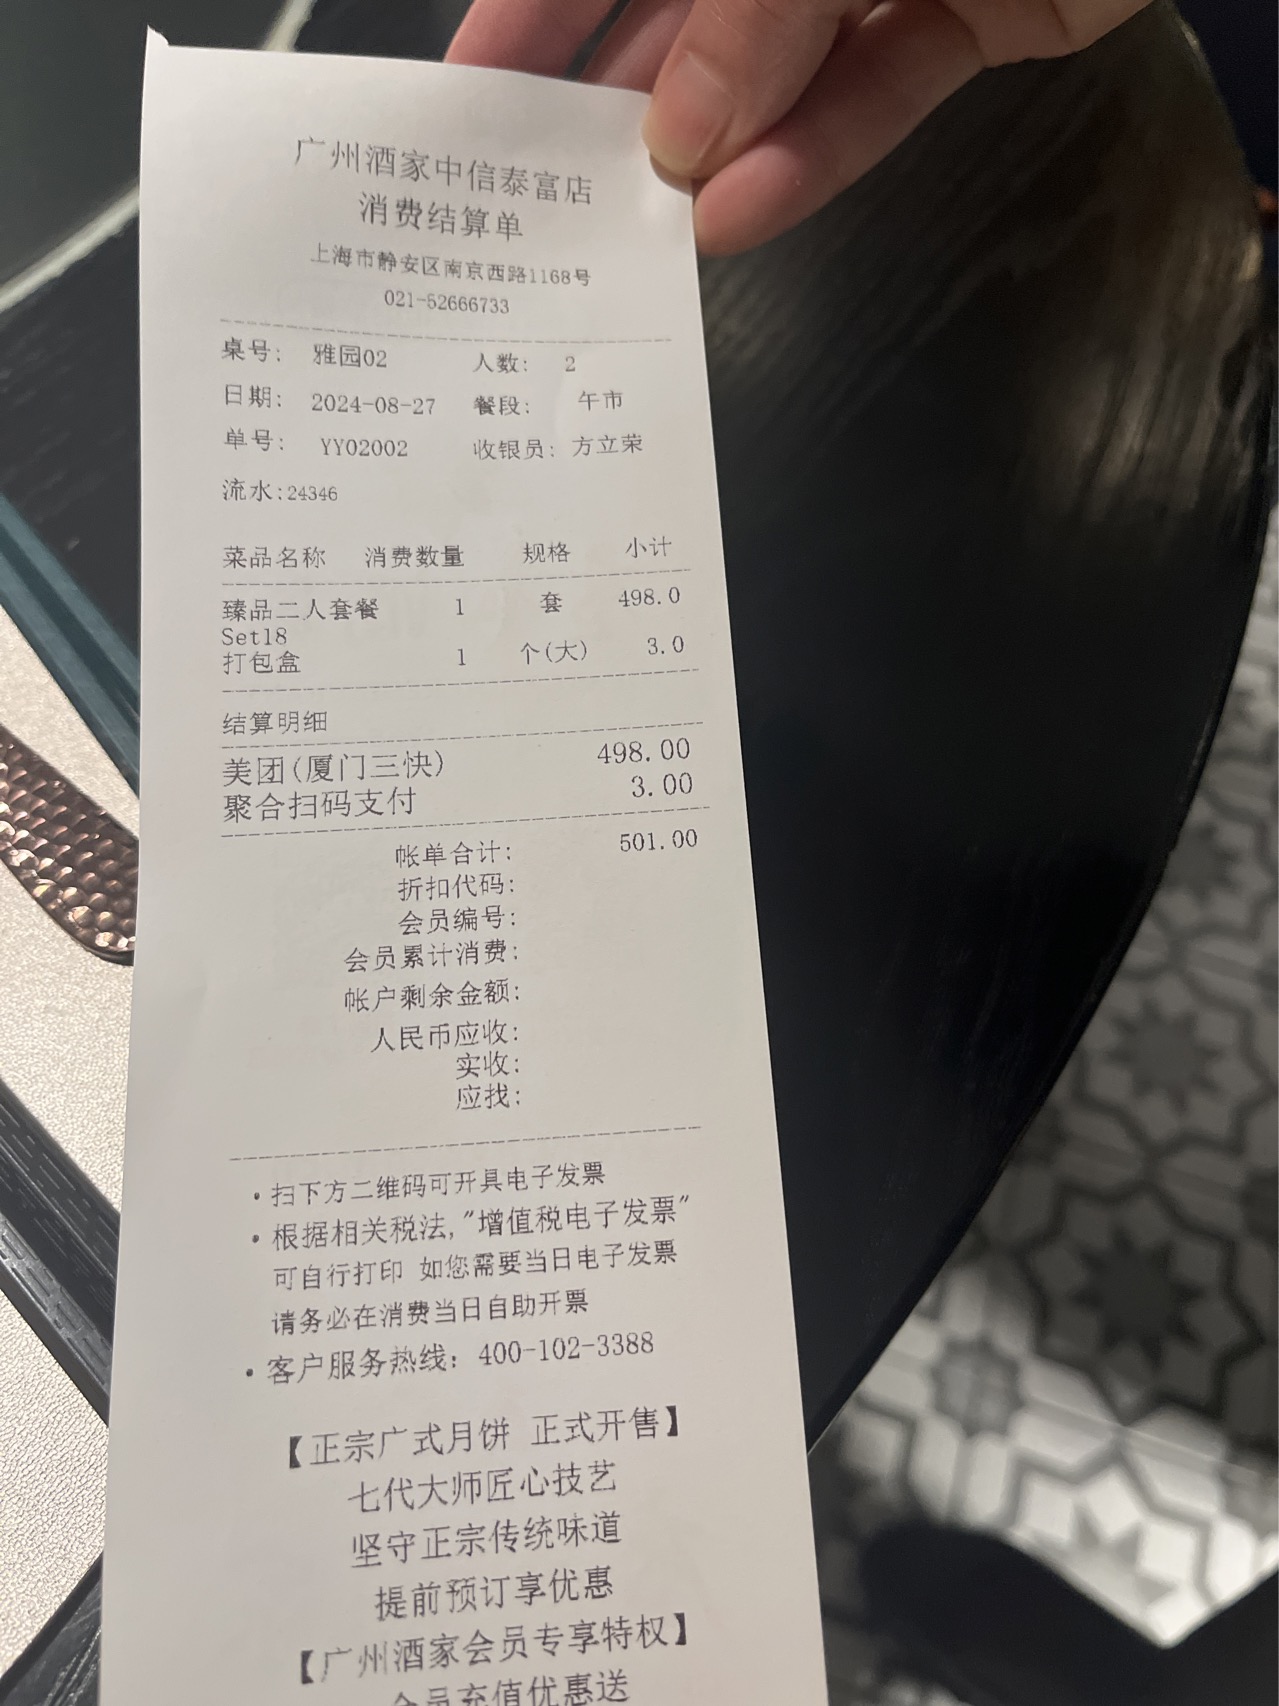 广州酒家中信泰富店
消费结算单
上海市静安区南京西路1168号
021-52666733
桌号： 雅园02 人数： 2
日期： 2024-08-27 餐段： 午市
单号： YY02002 收银员： 方立荣
流水:24346
菜品名称 消费数量 规格 小计
臻品二人套餐 1 套 498.0
Set18
打包盒 1 个(大) 3.0
结算明细
美团(厦门三快) 498.00
聚合扫码支付 3.00
帐单合计: 501.00
折扣代码:
会员编号:
会员累计消费:
帐户剩余金额:
人民币应收:
实收:
应找:
·扫下方二维码可开具电子发票
·根据相关税法,"增值税电子发票"
可自行打印 如您需要当日电子发票
请务必在消费当日自助开票
·客户服务热线：400-102-3388
【正宗广式月饼 正式开售】
七代大师匠心技艺
坚守正宗传统味道
提前预订享优惠
【广州酒家会员专享特权】
会员充值优惠送